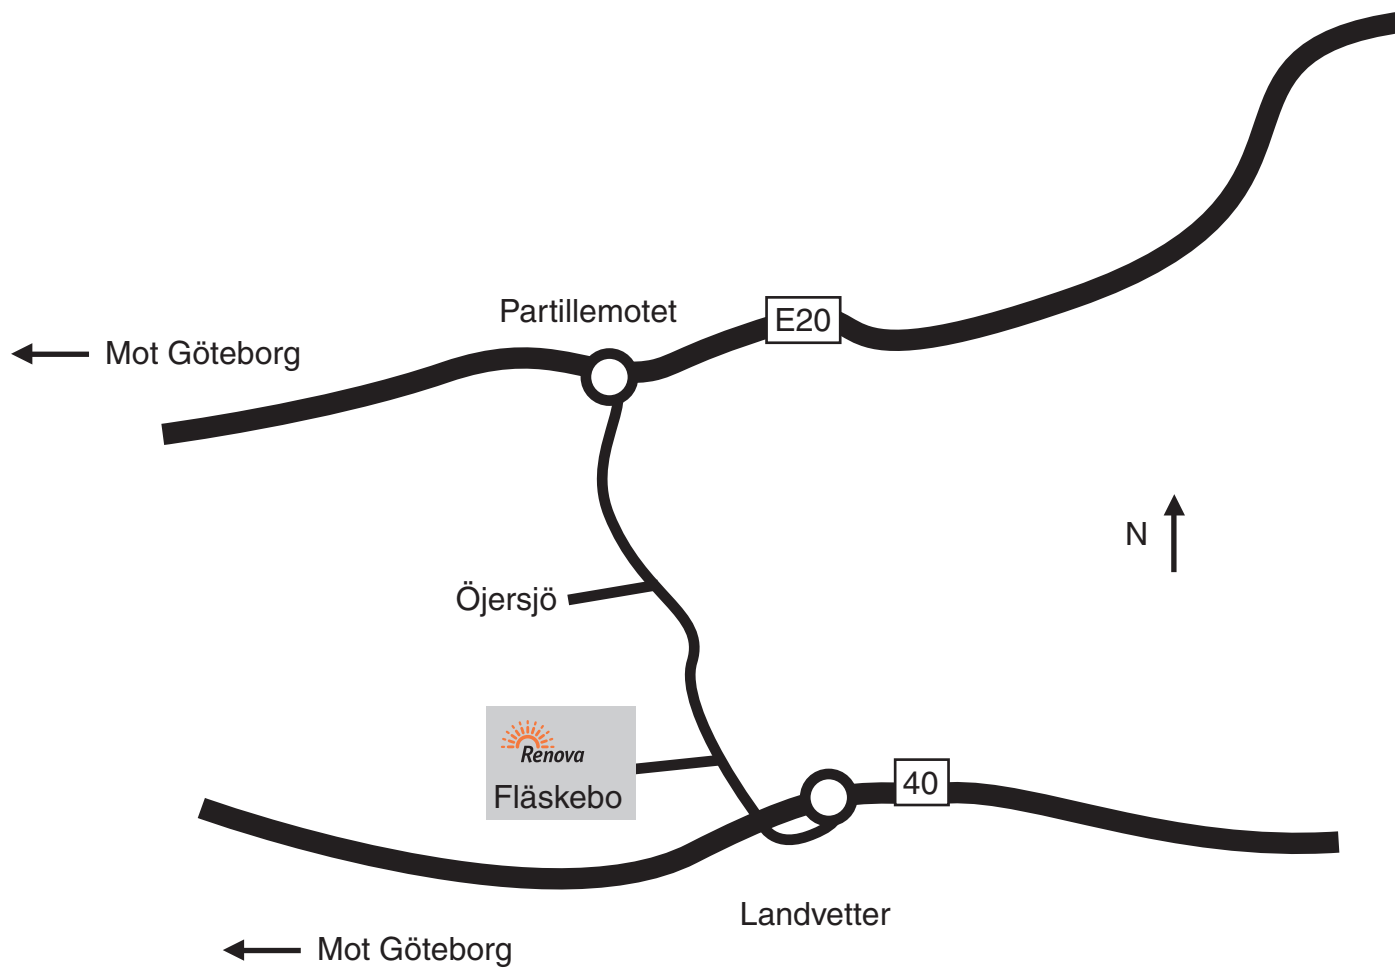 Partillemotet
E20
Mot Göteborg
N
Öjersjö
Renova
Fläskebo
40
Landvetter
Mot Göteborg